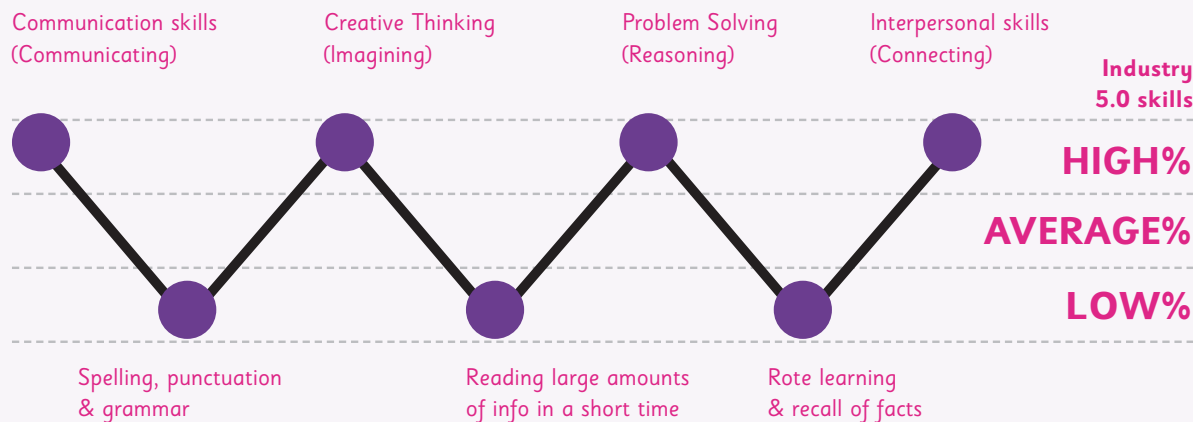 Communication skills
(Communicating)
Creative Thinking
(Imagining)
Problem Solving
(Reasoning)
Interpersonal skills
(Connecting)
Industry
5.0 skills
HIGH%
AVERAGE%
LOW%
Spelling, punctuation
& grammar
Reading large amounts
of info in a short time
Rote learning
& recall of facts